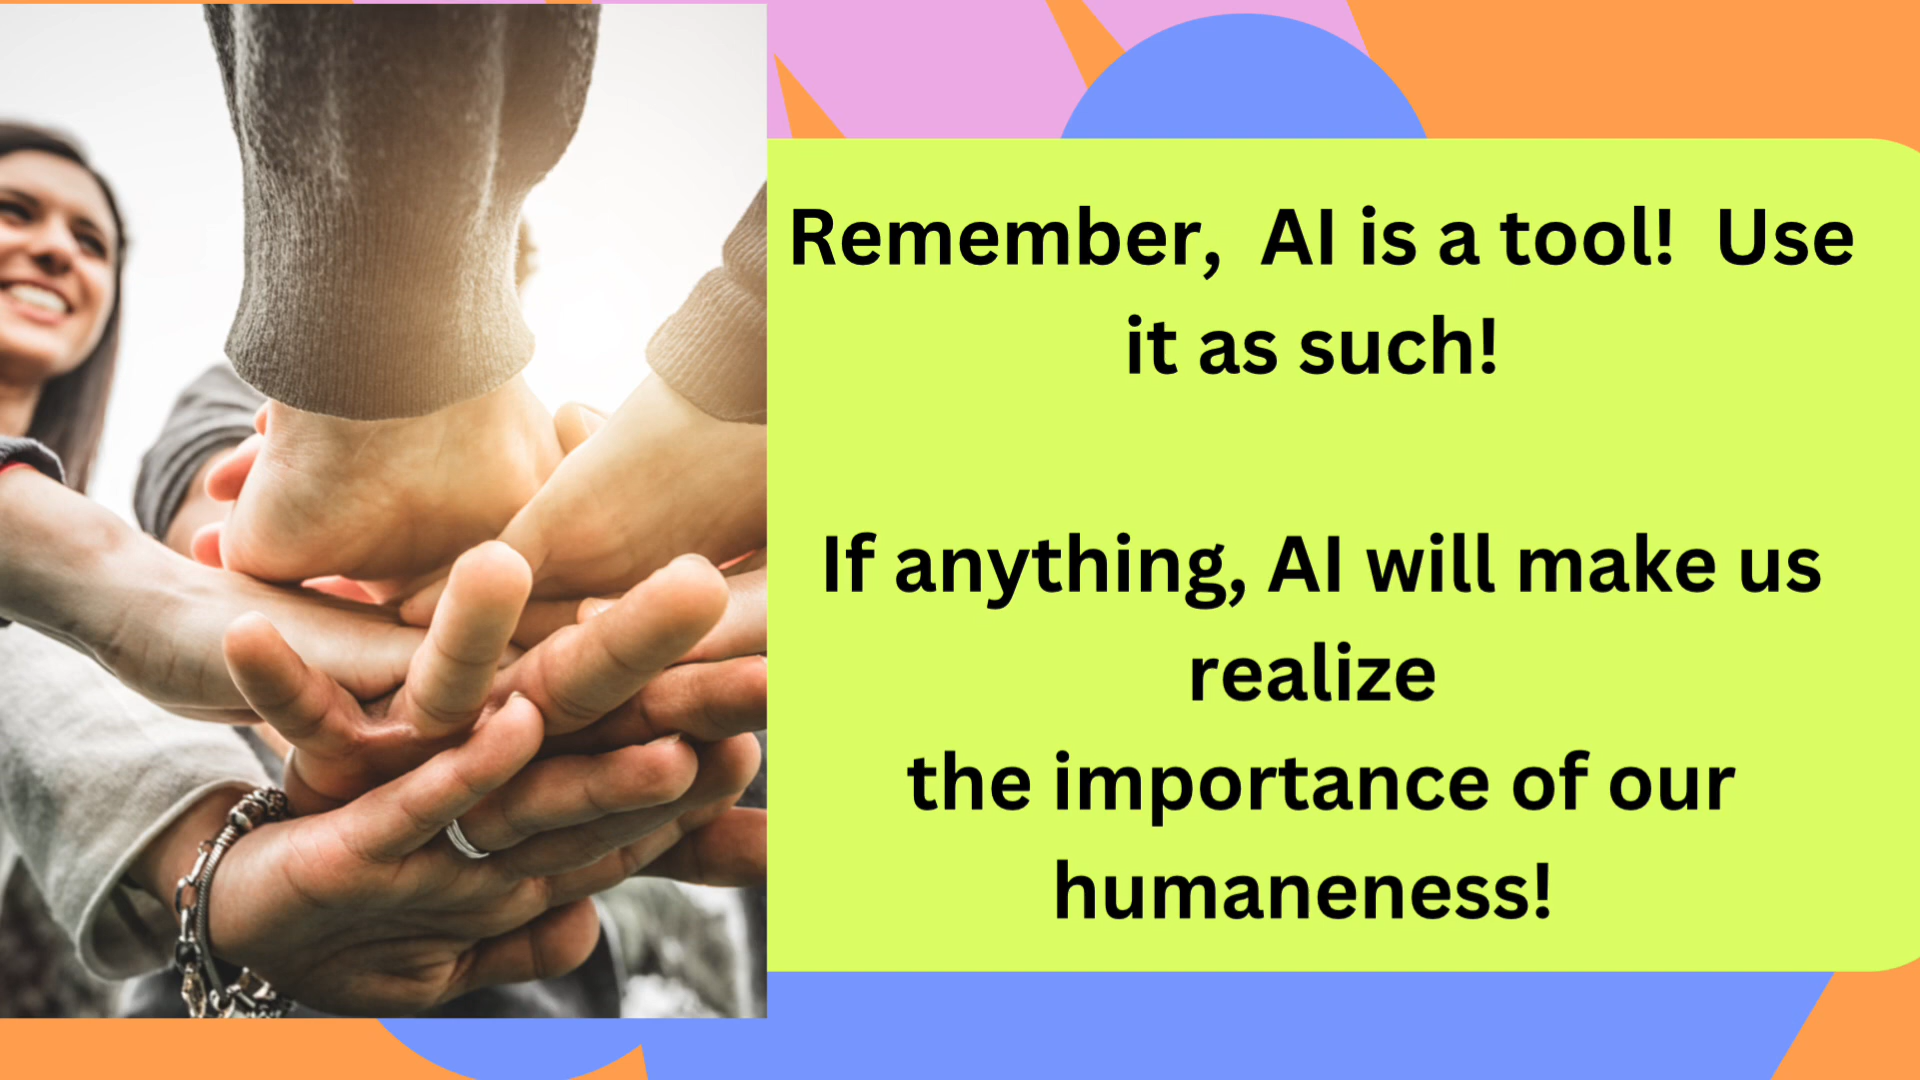 Remember,  AI is a tool!  Use
it as such!
If anything, AI will make us
realize
the importance of our
humaneness!